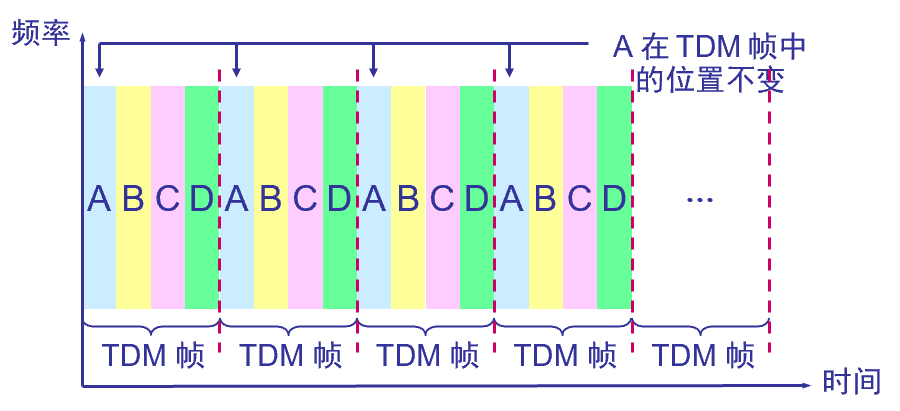 频率
A 在 TDM 帧中
的位置不变
A B C D A B C D A B C D A B C D ...
TDM 帧 TDM 帧 TDM 帧 TDM 帧 TDM 帧
时间